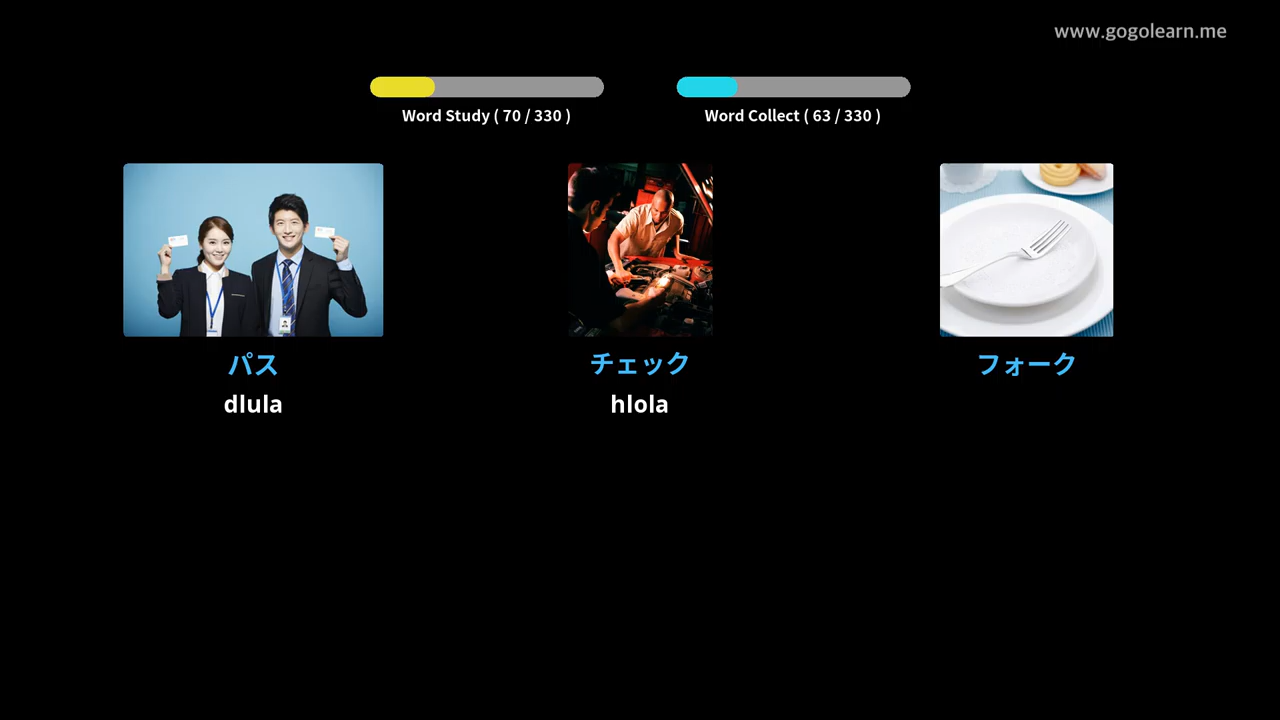 www.gogolearn.me
Word Study ( 70 / 330 )
Word Collect ( 63 / 330 )
パス
チェック
フォーク
dlula
hlola